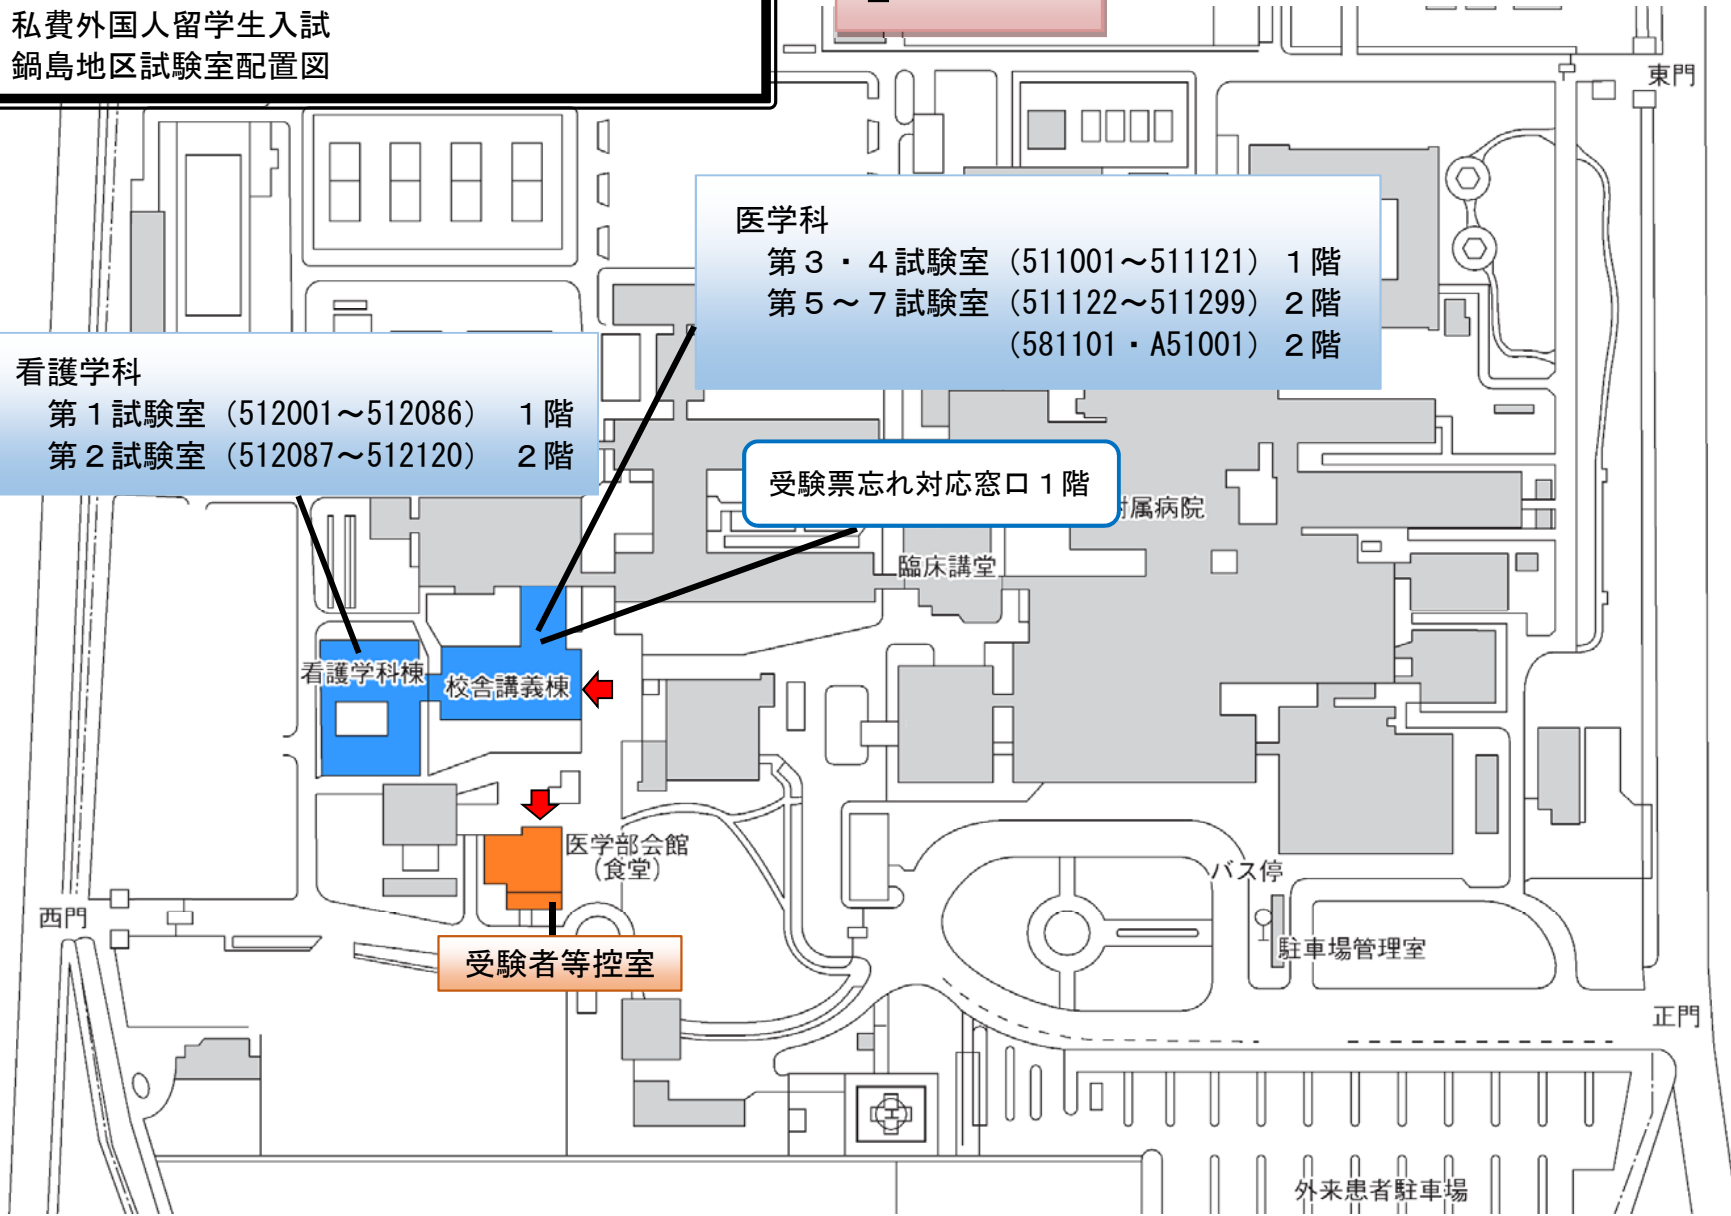 私費外国人留学生入試
鍋島地区試験室配置図
東門
医学科
第3・4試験室（511001～511121）1階
第5～7試験室（511122～511299）2階
（581101・A51001）2階
看護学科
第1試験室（512001～512086）　1階
第2試験室（512087～512120）　2階
受験票忘れ対応窓口1階
属病院
臨床講堂
看護学科棟
校舎講義棟
医学部会館
（食堂）
バス停
西門
受験者等控室
駐車場管理室
正門
外来患者駐車場